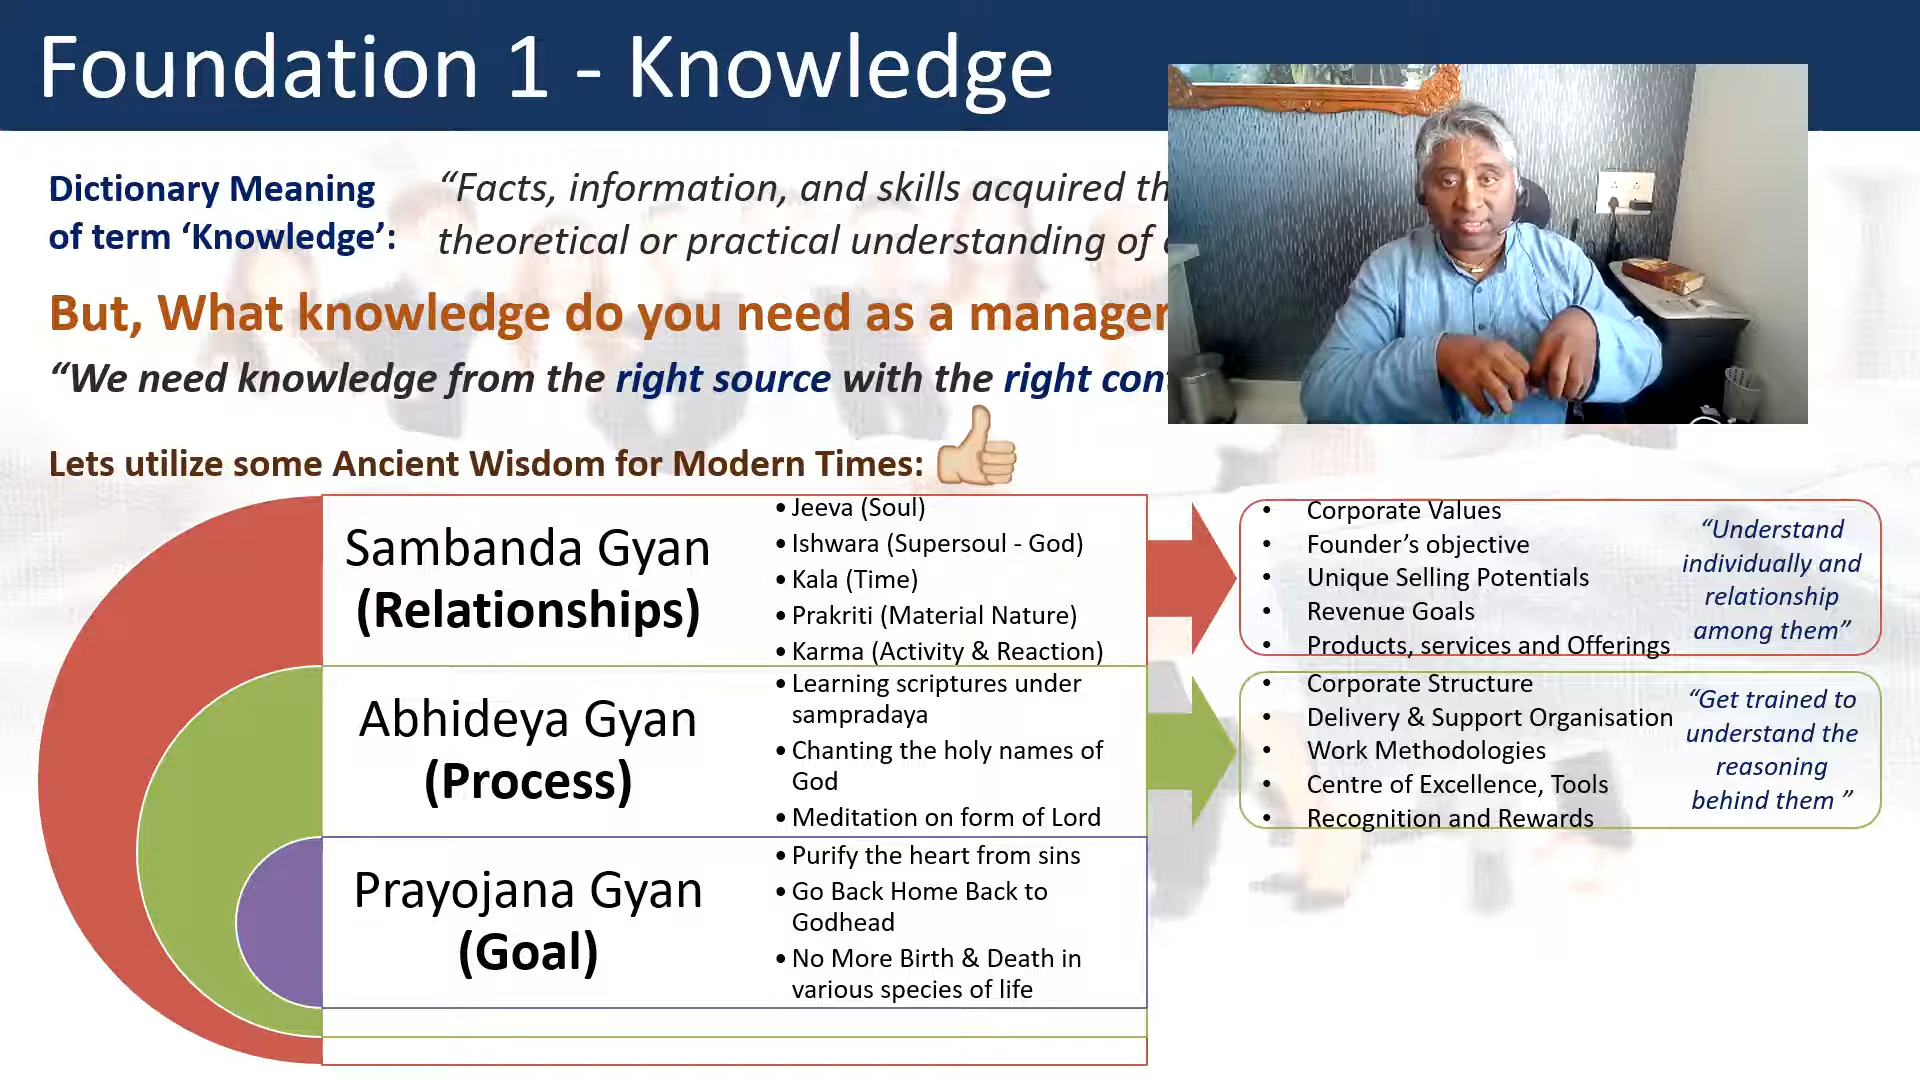 Foundation 1 - Knowledge
Dictionary Meaning
of term ‘Knowledge’:
“Facts, information, and skills acquired th
theoretical or practical understanding of
But, What knowledge do you need as a manager
“We need knowledge from the right source with the right con
Lets utilize some Ancient Wisdom for Modern Times:
Sambanda Gyan
(Relationships)
• Jeeva (Soul)
• Ishwara (Supersoul - God)
• Kala (Time)
• Prakriti (Material Nature)
• Karma (Activity & Reaction)
• Corporate Values
• Founder’s objective
• Unique Selling Potentials
• Revenue Goals
• Products, services and Offerings
“Understand
individually and
relationship
among them”
Abhideya Gyan
(Process)
• Learning scriptures under
sampradaya
• Chanting the holy names of
God
• Meditation on form of Lord
• Corporate Structure
• Delivery & Support Organisation
• Work Methodologies
• Centre of Excellence, Tools
• Recognition and Rewards
“Get trained to
understand the
reasoning
behind them ”
Prayojana Gyan
(Goal)
• Purify the heart from sins
• Go Back Home Back to
Godhead
• No More Birth & Death in
various species of life